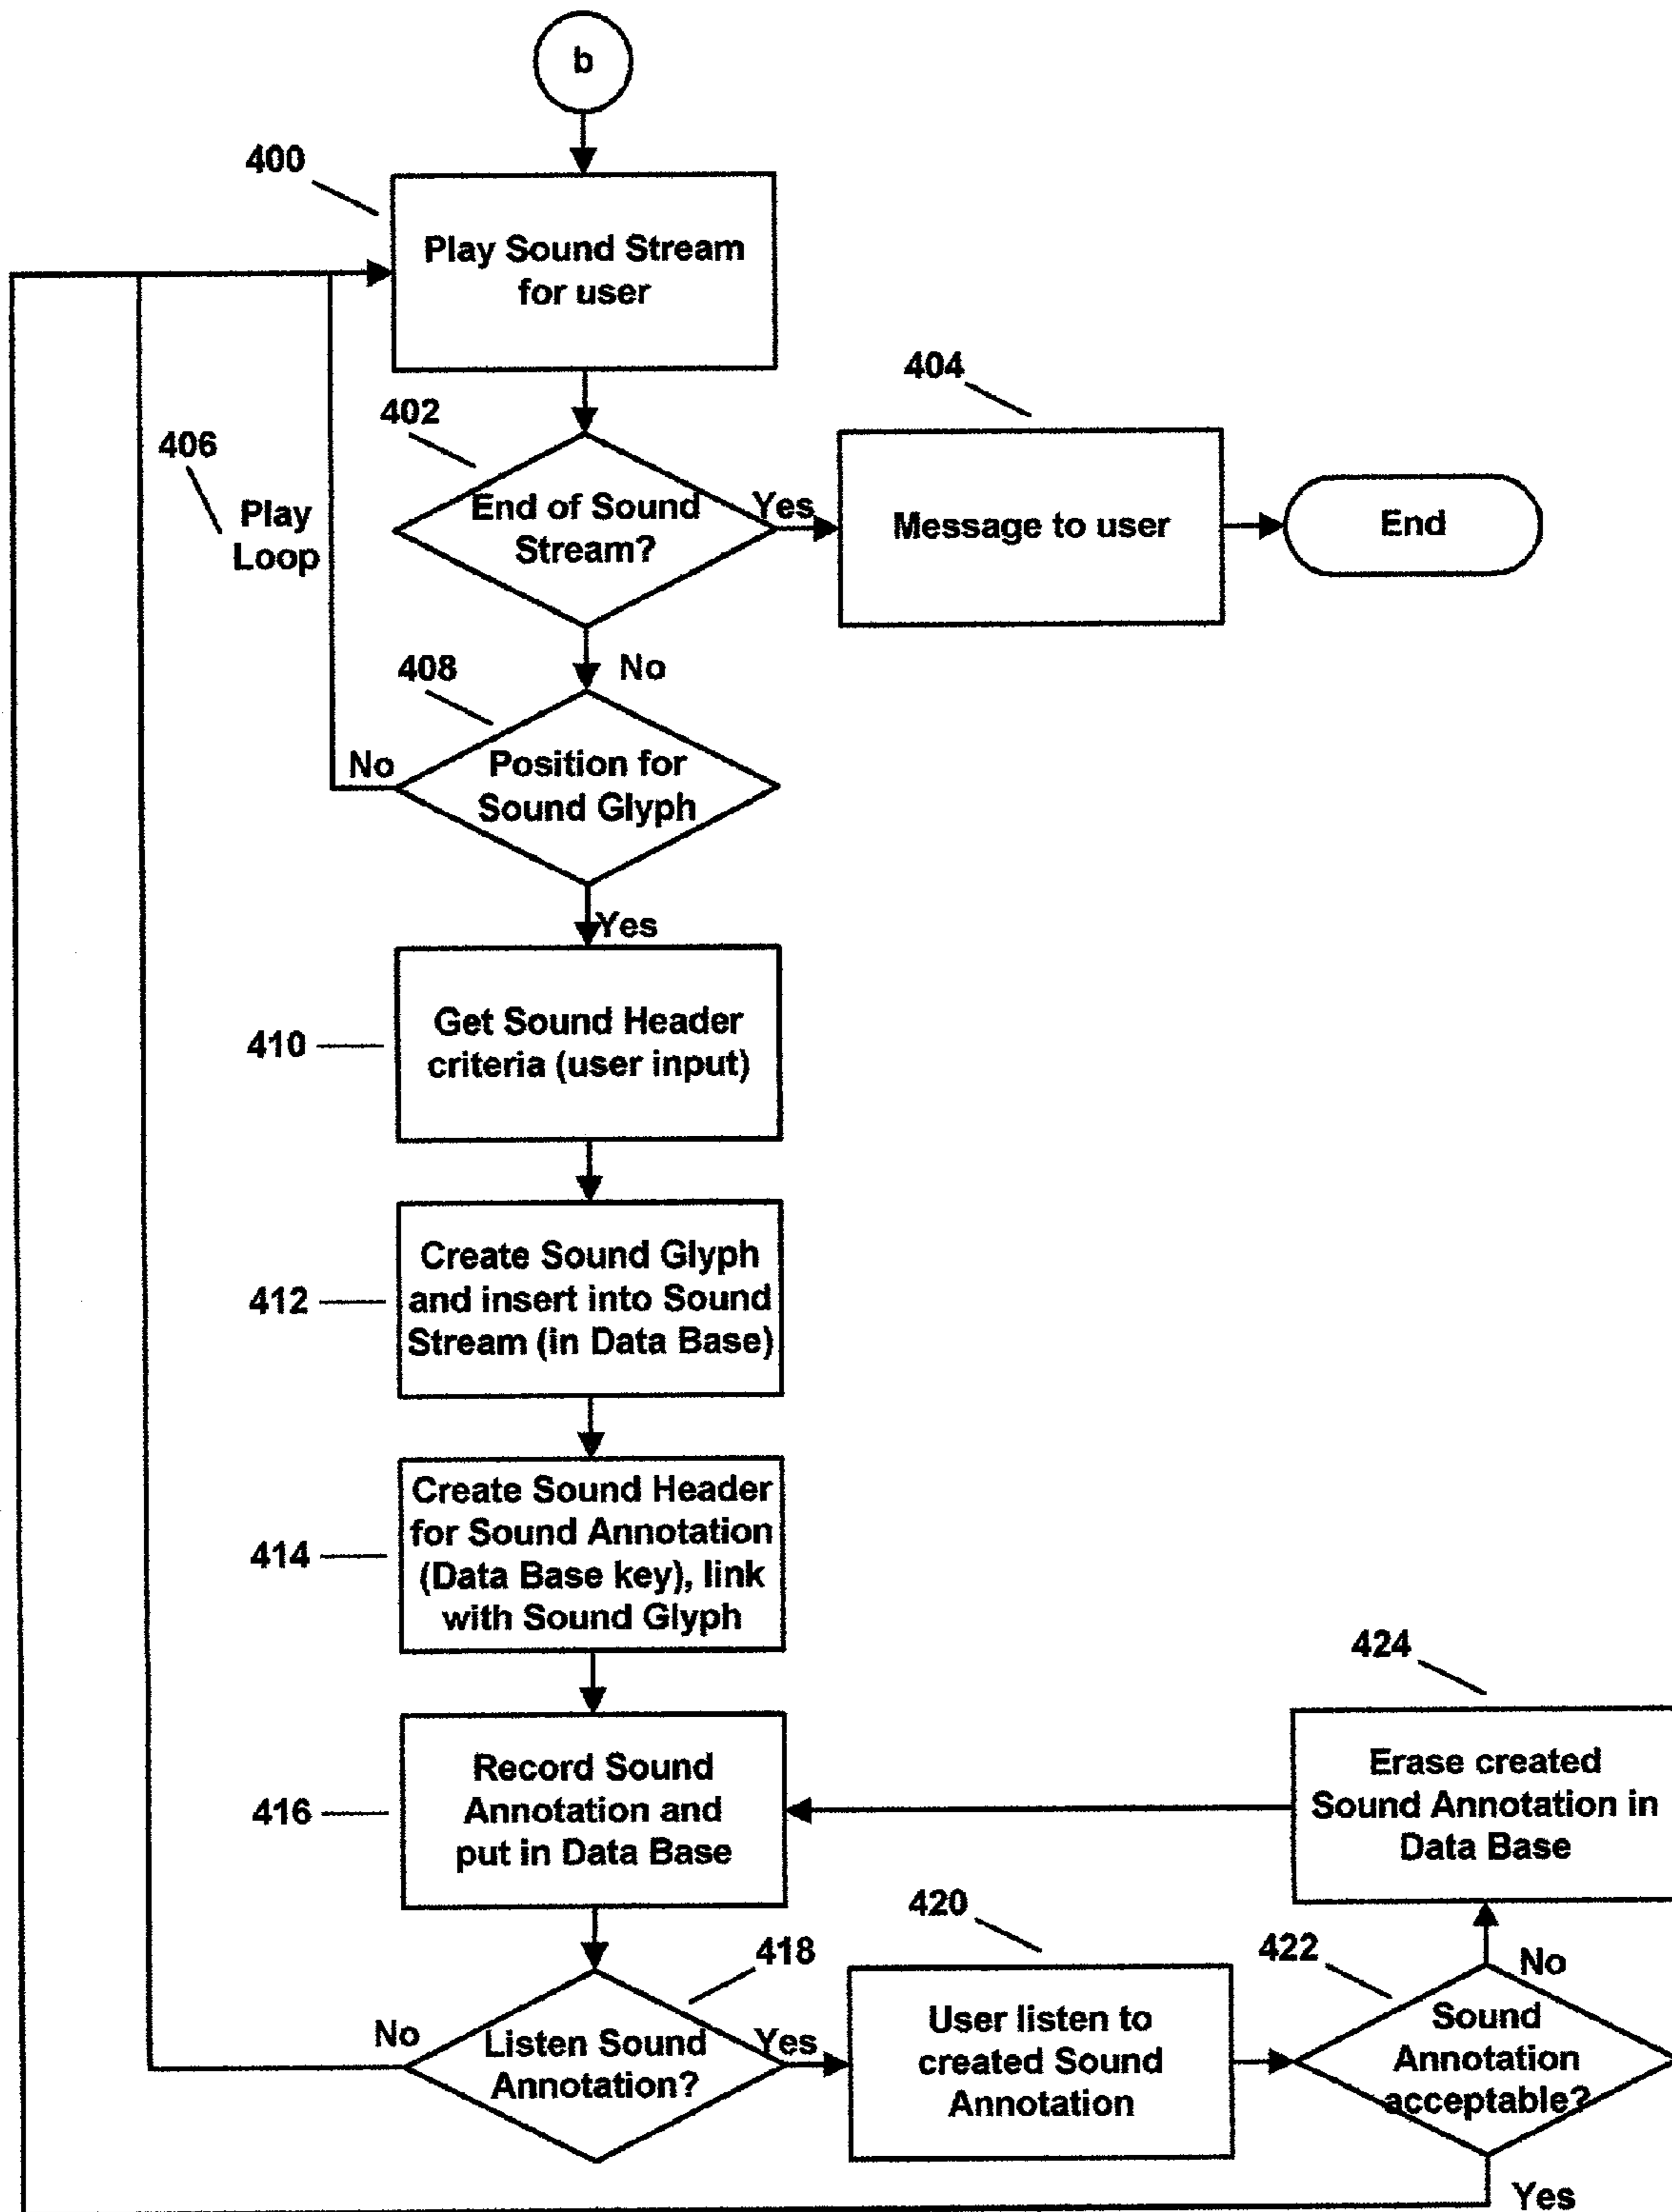 b
400
Play Sound Stream
for user
402
404
406
Play
Loop
End of Sound
Stream?
Yes
Message to user
End
No
408
No
Position for
Sound Glyph
Yes
410
Get Sound Header
criteria (user input)
412
Create Sound Glyph
and insert into Sound
Stream (in Data Base)
414
Create Sound Header
for Sound Annotation
(Data Base key), link
with Sound Glyph
424
416
Record Sound
Annotation and
put in Data Base
Erase created
Sound Annotation in
Data Base
418
420
422
No
No
Listen Sound
Annotation?
Yes
User listen to
created Sound
Annotation
Sound
Annotation
acceptable?
Yes